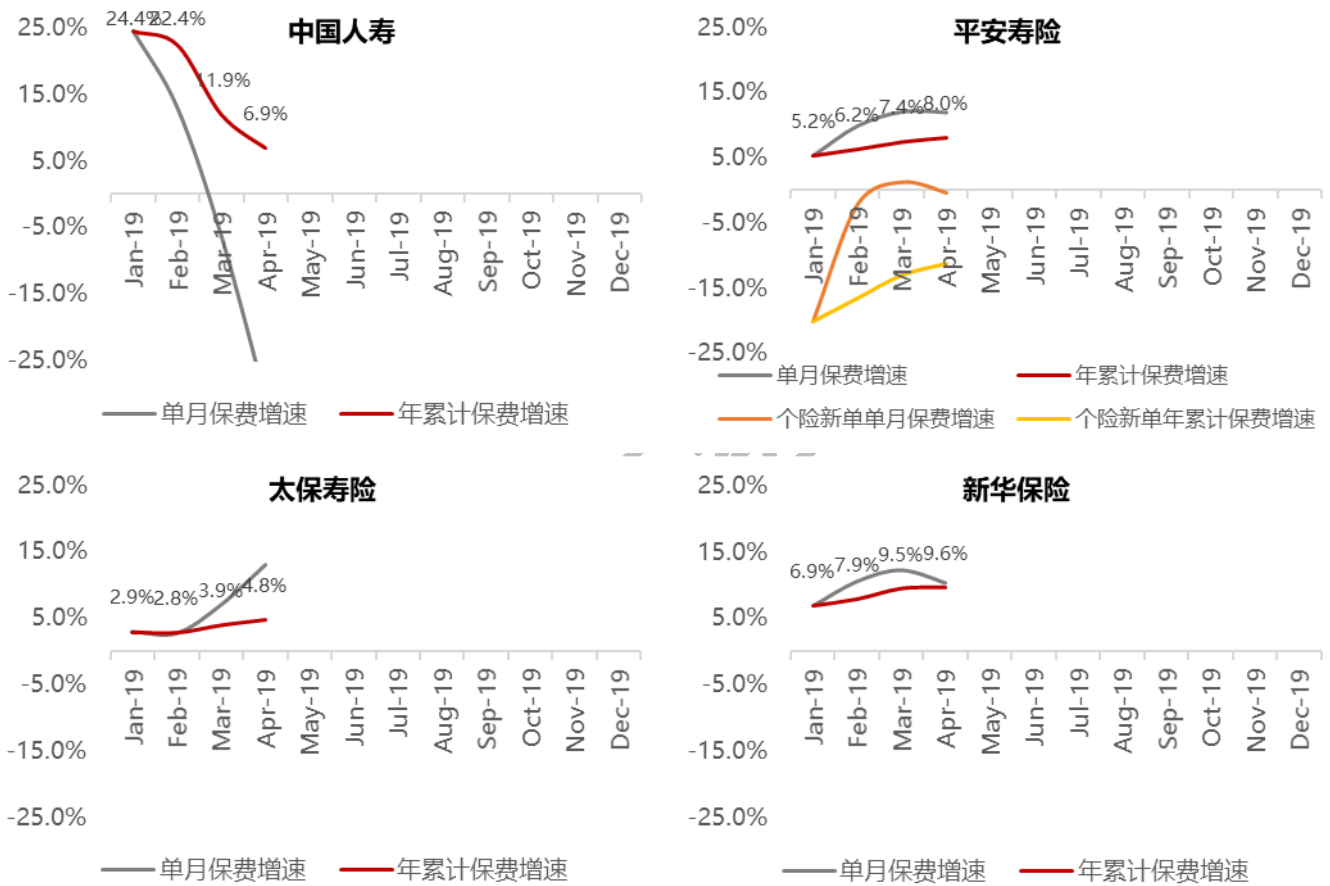 中国人寿
25.0%
15.0%
5.0%
-5.0%
-15.0%
-25.0%
24.4%
22.4%
11.9%
6.9%
Jan-19
Feb-19
Mar-19
Apr-19
May-19
Jun-19
Jul-19
Aug-19
Sep-19
Oct-19
Nov-19
Dec-19
单月保费增速
年累计保费增速
平安寿险
25.0%
15.0%
5.0%
-5.0%
-15.0%
-25.0%
5.2%
6.2%
7.4%
8.0%
Jan-19
Feb-19
Mar-19
Apr-19
May-19
Jun-19
Jul-19
Aug-19
Sep-19
Oct-19
Nov-19
Dec-19
单月保费增速
年累计保费增速
个险新单单月保费增速
个险新单年累计保费增速
太保寿险
25.0%
15.0%
5.0%
-5.0%
-15.0%
-25.0%
2.9%
2.8%
3.9%
4.8%
Jan-19
Feb-19
Mar-19
Apr-19
May-19
Jun-19
Jul-19
Aug-19
Sep-19
Oct-19
Nov-19
Dec-19
单月保费增速
年累计保费增速
新华保险
25.0%
15.0%
5.0%
-5.0%
-15.0%
-25.0%
6.9%
7.9%
9.5%
9.6%
Jan-19
Feb-19
Mar-19
Apr-19
May-19
Jun-19
Jul-19
Aug-19
Sep-19
Oct-19
Nov-19
Dec-19
单月保费增速
年累计保费增速